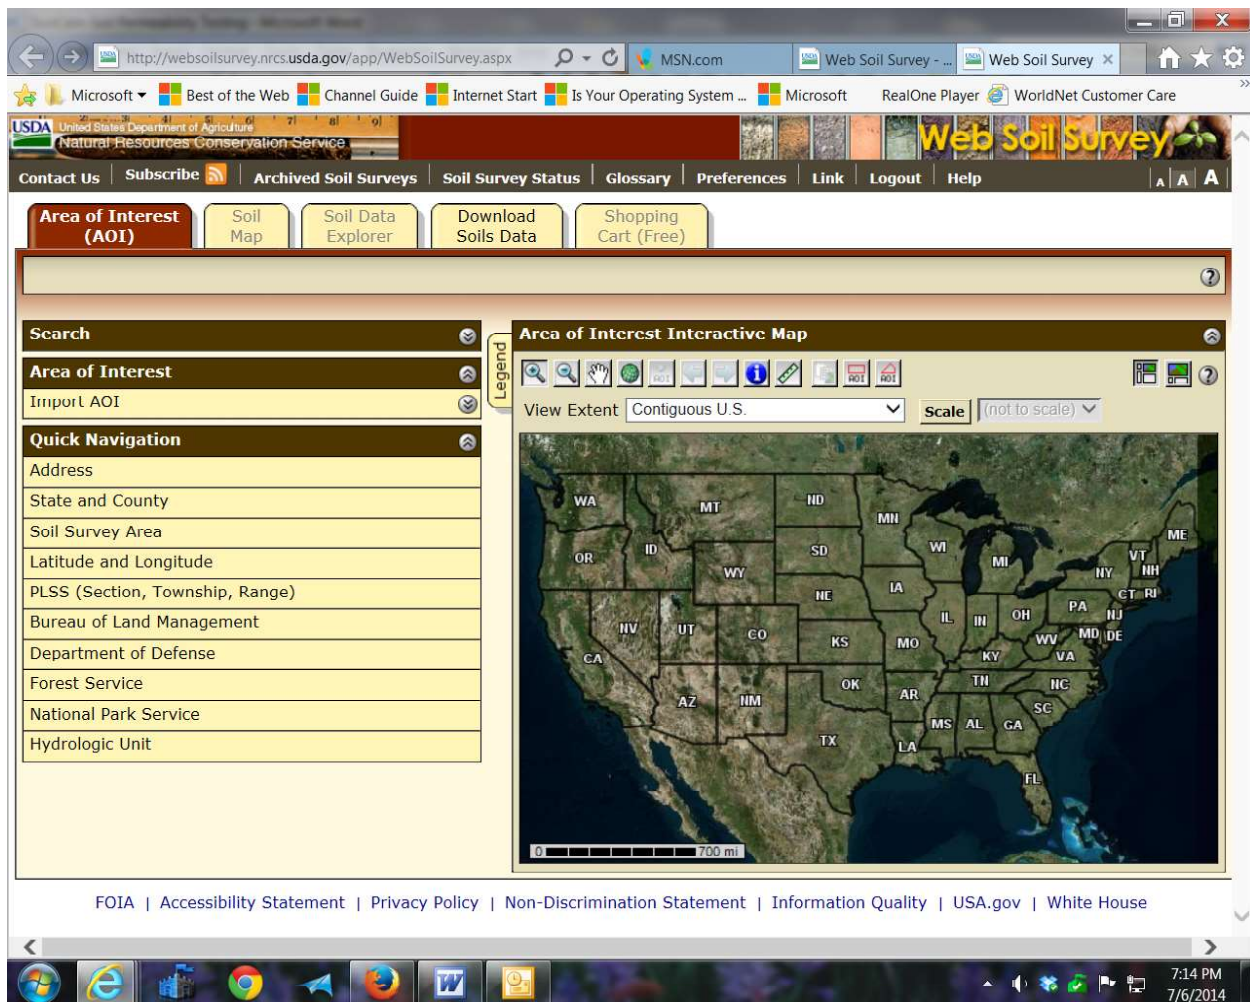 http://websoilsurvey.nrcs.usda.gov/app/WebSoilSurvey.aspx
MSN.com
Web Soil Survey - ...
Web Soil Survey
Microsoft
Best of the Web
Channel Guide
Internet Start
Is Your Operating System ...
Microsoft
RealOne Player
WorldNet Customer Care
USDA United States Department of Agriculture
Natural Resources Conservation Service
Web Soil Survey
Contact Us | Subscribe | Archived Soil Surveys | Soil Survey Status | Glossary | Preferences | Link | Logout | Help
A A A
Area of Interest
(AOI)
Soil
Map
Soil Data
Explorer
Download
Soils Data
Shopping
Cart (Free)
Search
Area of Interest
Import AOI
Quick Navigation
Address
State and County
Soil Survey Area
Latitude and Longitude
PLSS (Section, Township, Range)
Bureau of Land Management
Department of Defense
Forest Service
National Park Service
Hydrologic Unit
Legend
Area of Interest Interactive Map
AOI AOI AOI
View Extent Contiguous U.S. Scale (not to scale)
WA MT ND MN ME
OR ID SD WI MI VT
WY NY NH
NE IA CT RI
NV UT CO IL IN OH PA NJ
KS MO WV MD DE
CA KY VA
OK TN NC
AZ NM AR SC
MS AL GA
TX LA
FL
0 700 mi
FOIA | Accessibility Statement | Privacy Policy | Non-Discrimination Statement | Information Quality | USA.gov | White House
7:14 PM
7/6/2014